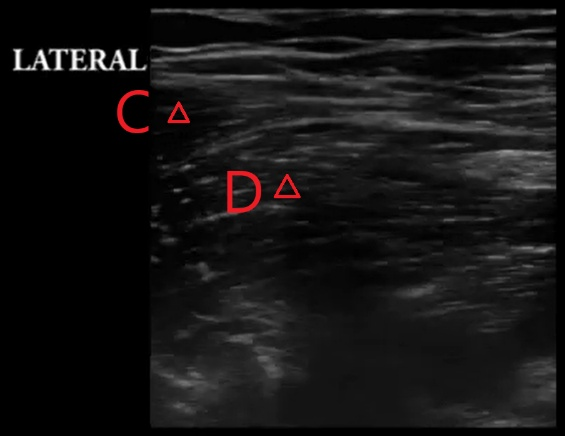 LATERAL
C △
D △